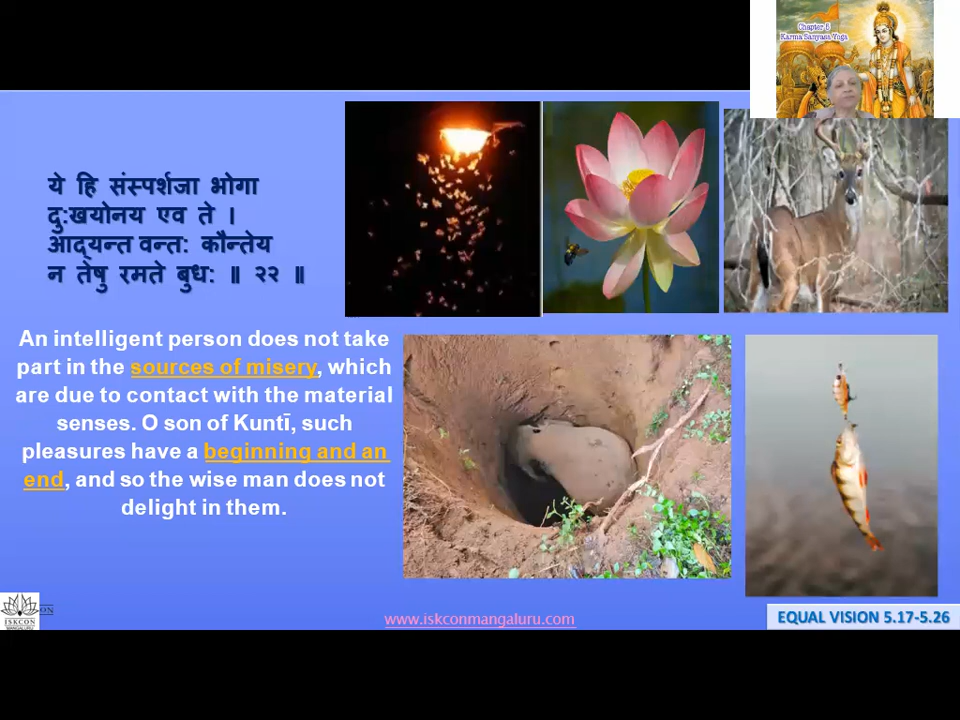 Chapter 5
Karma Sanyasa Yoga
ये हि संस्पर्शजा भोगा
दु:खयोनय एव ते ।
आद्यन्त वन्त: कौन्तेय
न तेषु रमते बुध: ॥ २२ ॥
An intelligent person does not take
part in the sources of misery, which
are due to contact with the material
senses. O son of Kuntī, such
pleasures have a beginning and an
end, and so the wise man does not
delight in them.
ISKCON
MANGALURU
www.iskconmangaluru.com
EQUAL VISION 5.17-5.26